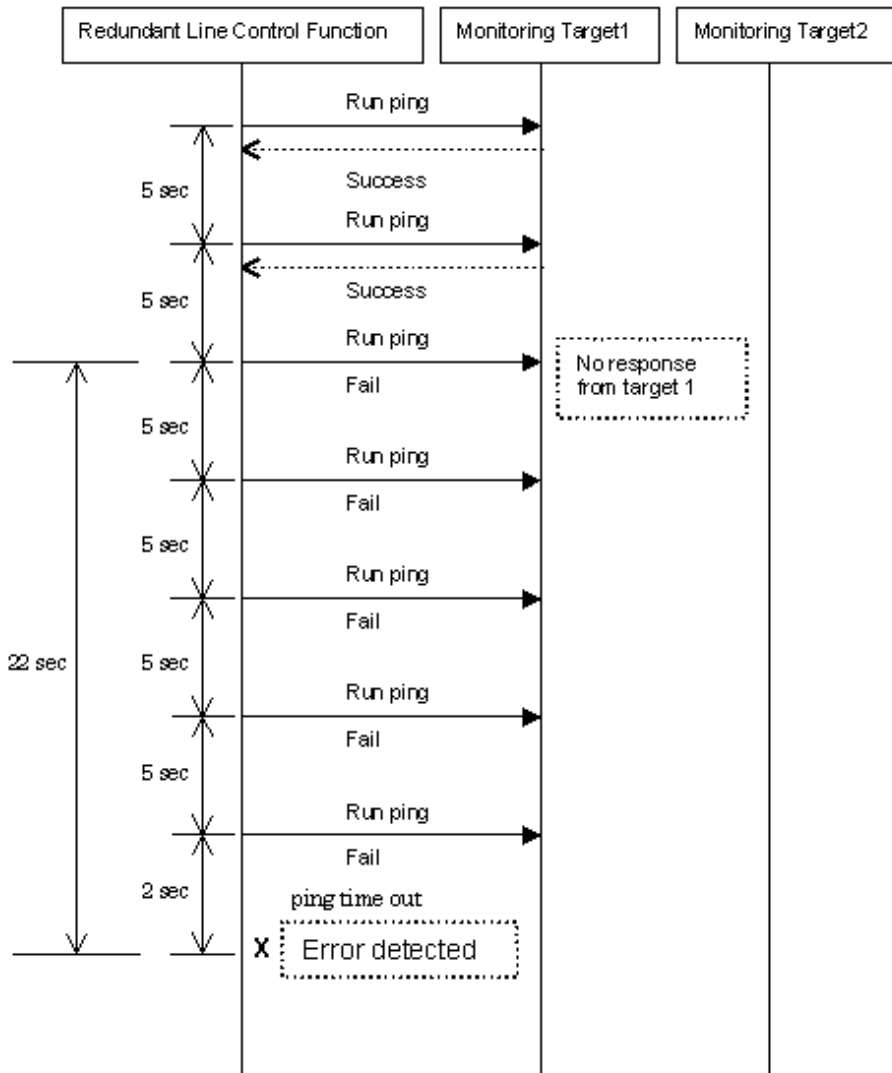 Redundant Line Control Function
Monitoring Target1
Monitoring Target2
Run ping
5 sec
Success
Run ping
Success
5 sec
Run ping
No response
from target 1
Fail
5 sec
Run ping
Fail
5 sec
Run ping
Fail
22 sec
5 sec
Run ping
Fail
5 sec
Run ping
Fail
2 sec
ping time out
X
Error detected